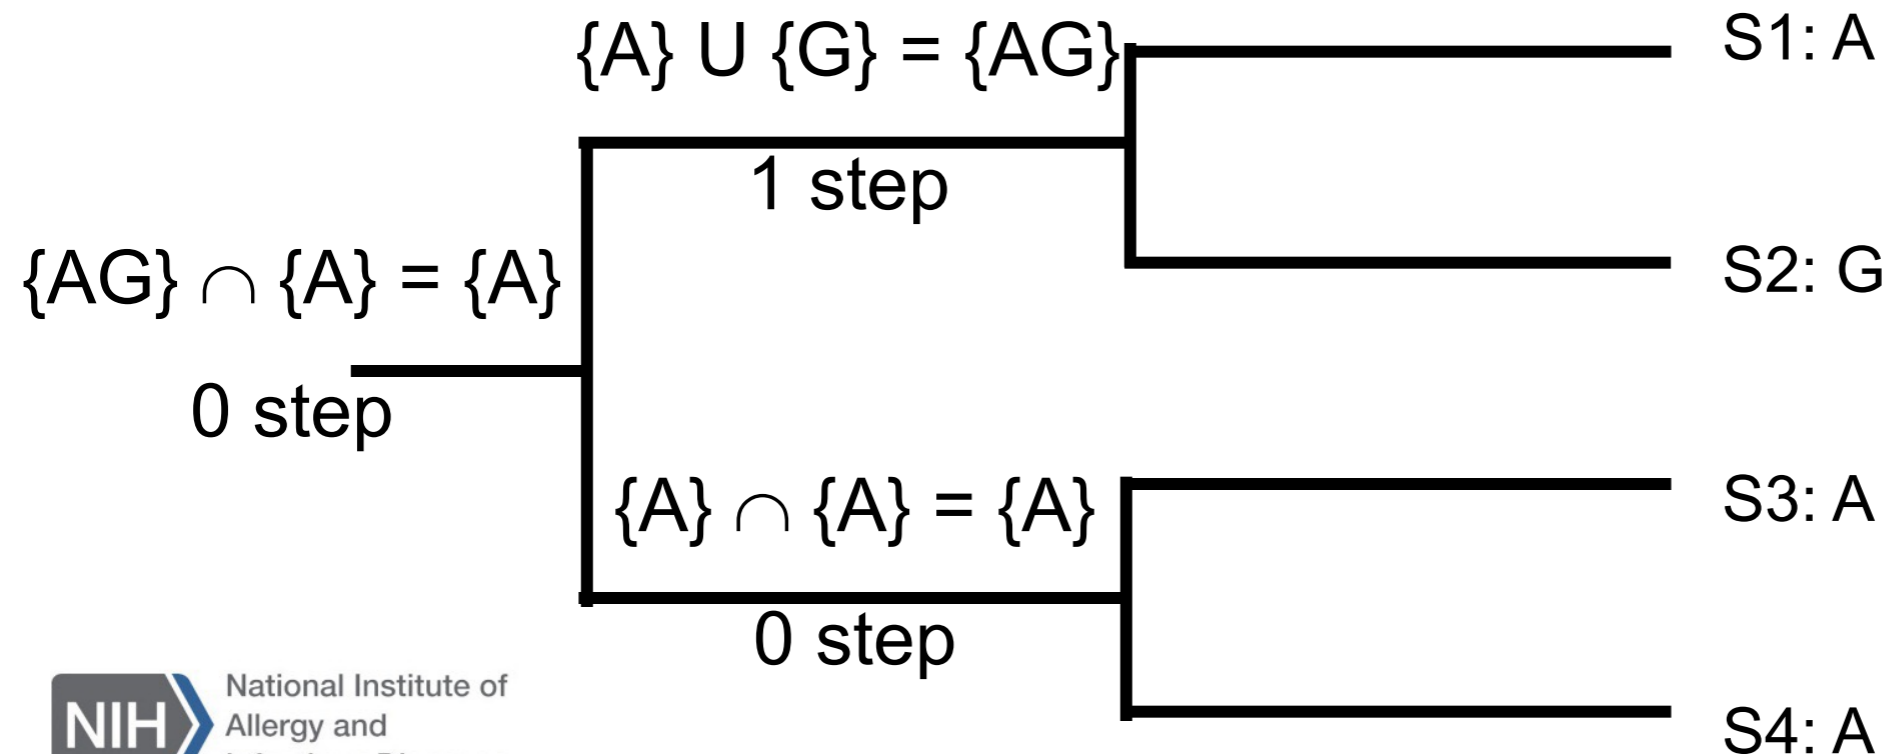 {A} U {G} = {AG}
S1: A
1 step
S2: G
{AG} ∩ {A} = {A}
0 step
{A} ∩ {A} = {A}
S3: A
0 step
S4: A
NIH
National Institute of
Allergy and